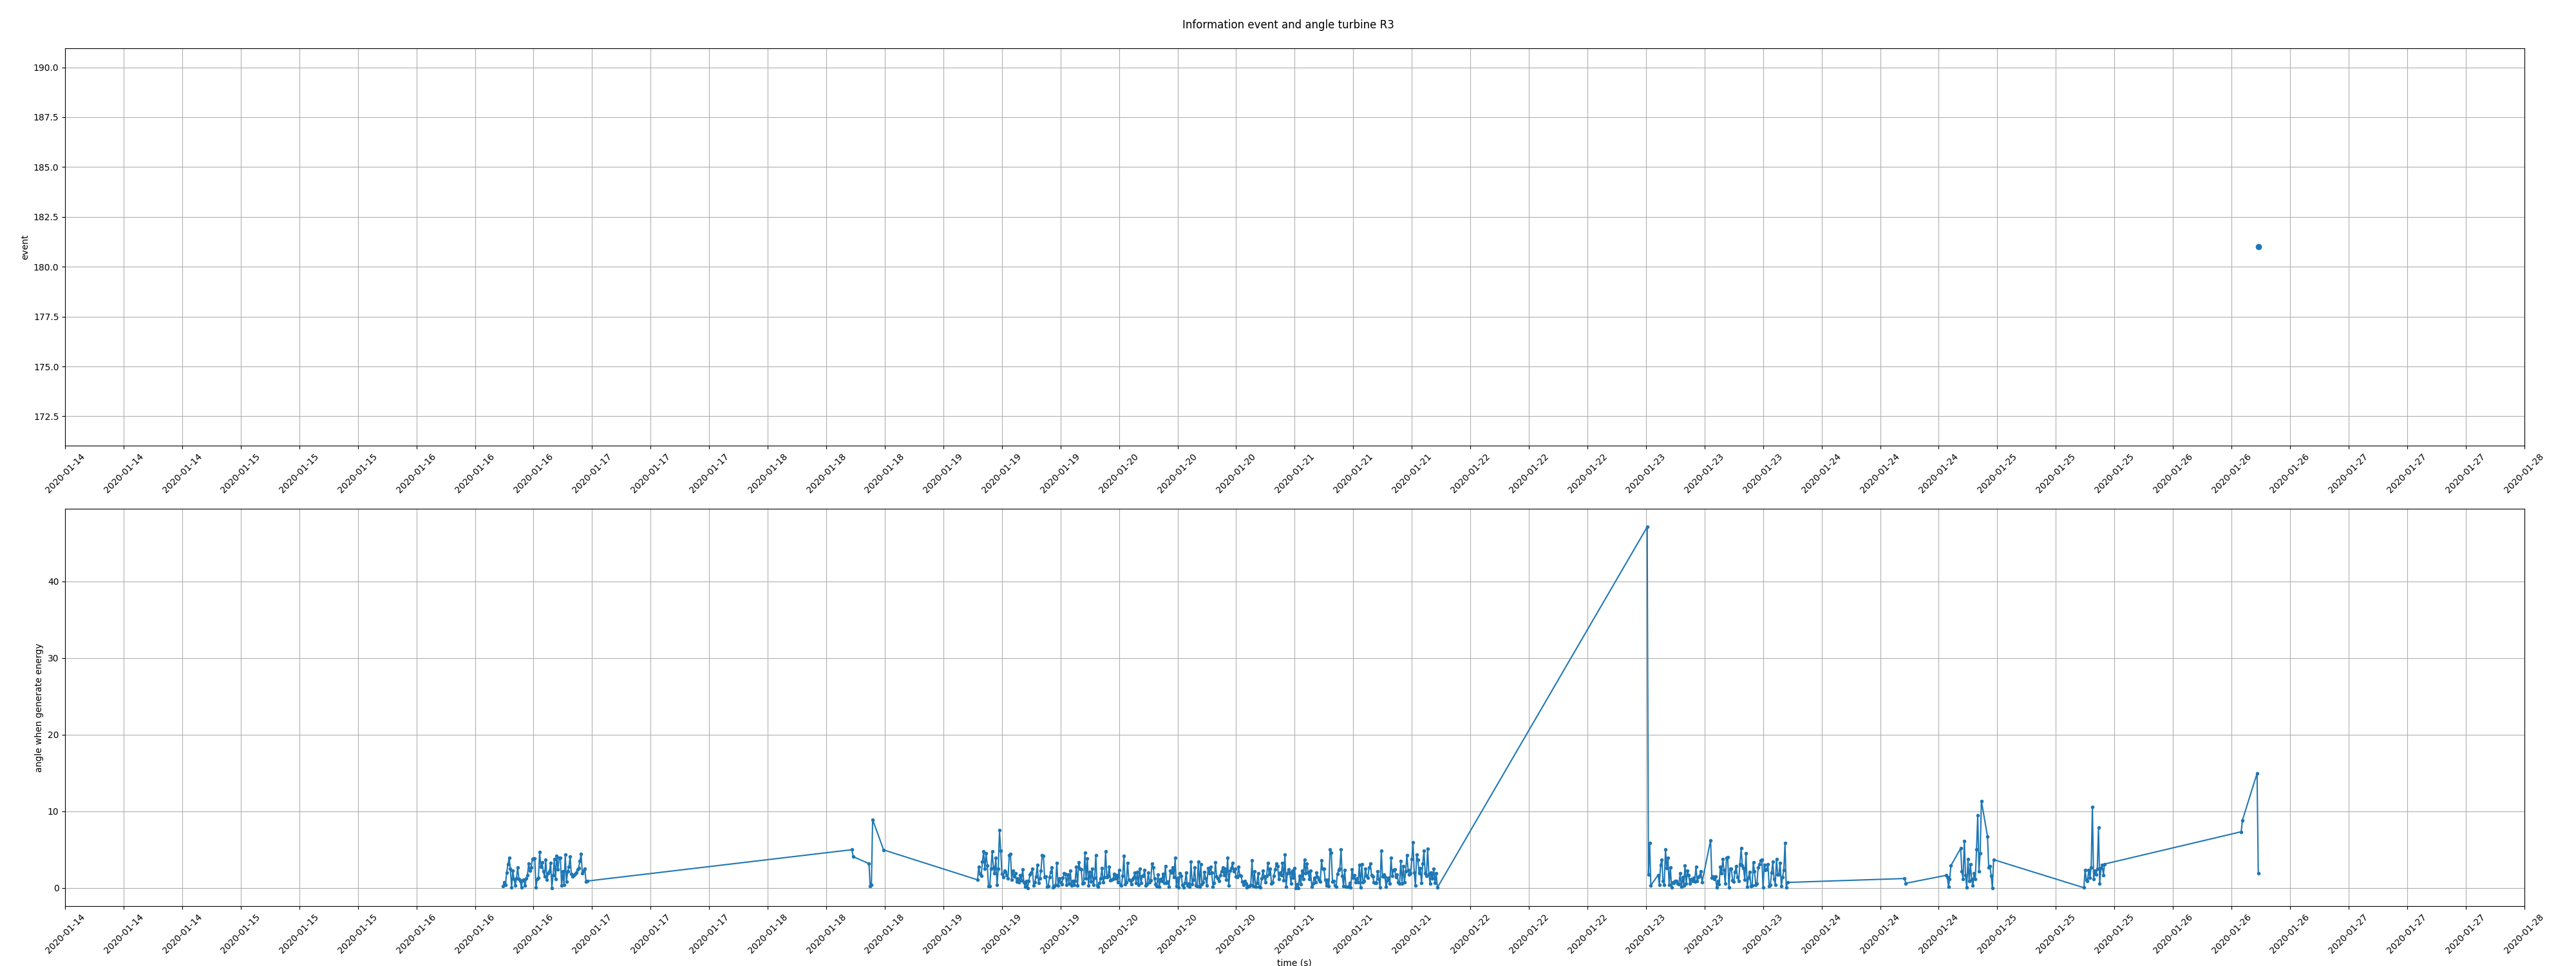 Information event and angle turbine R3
190.0
187.5
185.0
182.5
180.0
177.5
175.0
172.5
event
2020-01-14 2020-01-14 2020-01-14 2020-01-15 2020-01-15 2020-01-15 2020-01-16 2020-01-16 2020-01-16 2020-01-17 2020-01-17 2020-01-17 2020-01-18 2020-01-18 2020-01-18 2020-01-19 2020-01-19 2020-01-19 2020-01-20 2020-01-20 2020-01-20 2020-01-21 2020-01-21 2020-01-21 2020-01-22 2020-01-22 2020-01-22 2020-01-23 2020-01-23 2020-01-23 2020-01-24 2020-01-24 2020-01-24 2020-01-25 2020-01-25 2020-01-25 2020-01-26 2020-01-26 2020-01-26 2020-01-27 2020-01-27 2020-01-27 2020-01-28
40
30
20
10
0
angle when generate energy
2020-01-14 2020-01-14 2020-01-14 2020-01-15 2020-01-15 2020-01-15 2020-01-16 2020-01-16 2020-01-16 2020-01-17 2020-01-17 2020-01-17 2020-01-18 2020-01-18 2020-01-18 2020-01-19 2020-01-19 2020-01-19 2020-01-20 2020-01-20 2020-01-20 2020-01-21 2020-01-21 2020-01-21 2020-01-22 2020-01-22 2020-01-22 2020-01-23 2020-01-23 2020-01-23 2020-01-24 2020-01-24 2020-01-24 2020-01-25 2020-01-25 2020-01-25 2020-01-26 2020-01-26 2020-01-26 2020-01-27 2020-01-27 2020-01-27 2020-01-28
time (s)